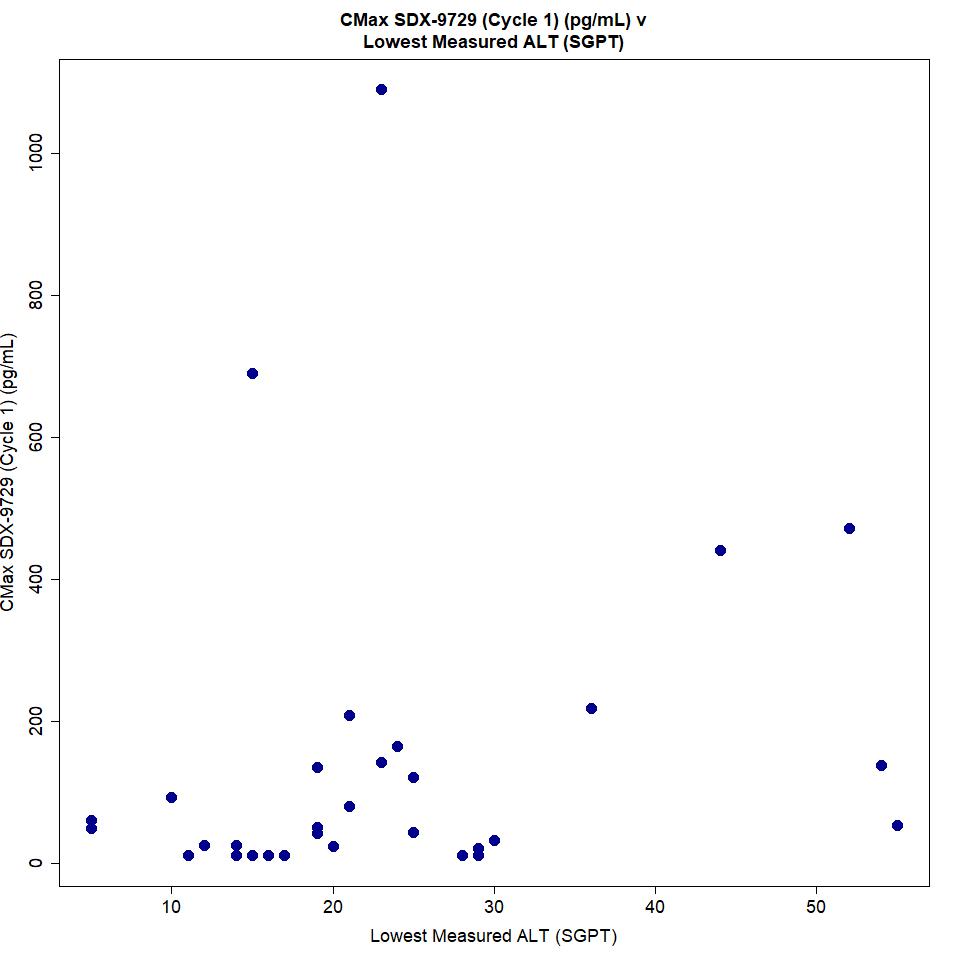 CMax SDX-9729 (Cycle 1) (pg/mL) v
Lowest Measured ALT (SGPT)
CMax SDX-9729 (Cycle 1) (pg/mL)
1000
800
600
400
200
0
10 20 30 40 50
Lowest Measured ALT (SGPT)